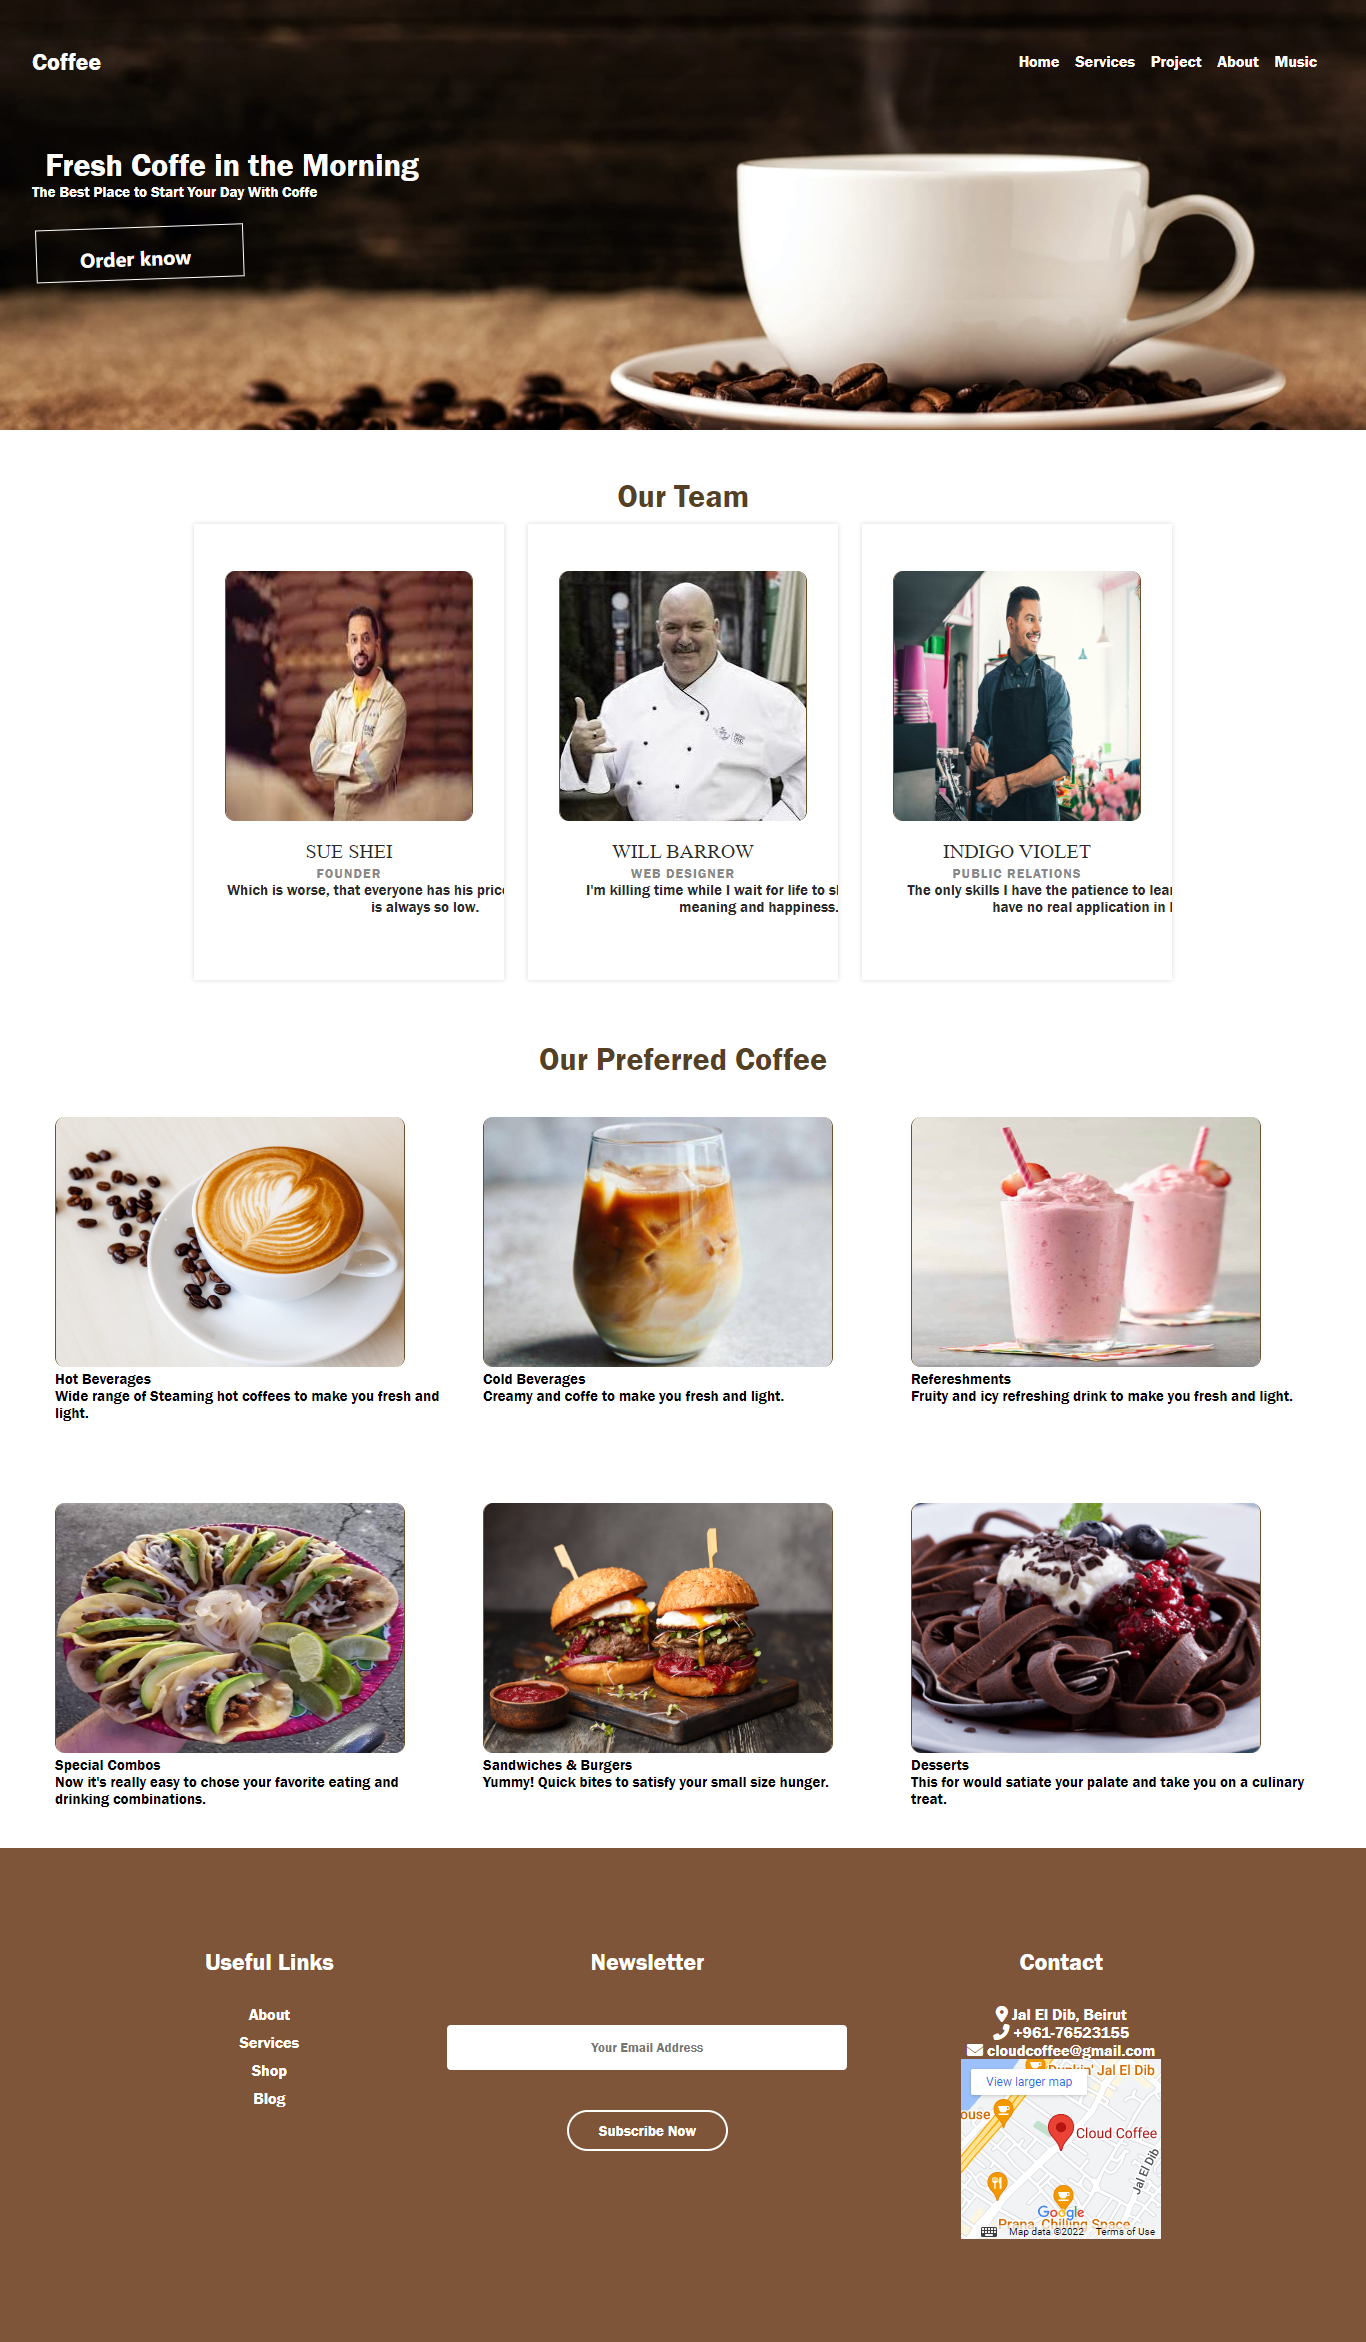 Coffee
Home Services Project About Music
Fresh Coffe in the Morning
The Best Place to Start Your Day With Coffe
Order know
Our Team
SUE SHEI
FOUNDER
Which is worse, that everyone has his pric
is always so low.
WILL BARROW
WEB DESIGNER
I'm killing time while I wait for life to s
meaning and happiness.
INDIGO VIOLET
PUBLIC RELATIONS
The only skills I have the patience to lea
have no real application in
Our Preferred Coffee
Hot Beverages
Wide range of Steaming hot coffees to make you fresh and
light.
Cold Beverages
Creamy and coffe to make you fresh and light.
Refereshments
Fruity and icy refreshing drink to make you fresh and light.
Special Combos
Now it's really easy to chose your favorite eating and
drinking combinations.
Sandwiches & Burgers
Yummy! Quick bites to satisfy your small size hunger.
Desserts
This for would satiate your palate and take you on a culinary
treat.
Useful Links
About
Services
Shop
Blog
Newsletter
Your Email Address
Subscribe Now
Contact
Jal El Dib, Beirut
+961-76523155
cloudcoffee@gmail.com
Dunkin' Jal El Dib
View larger map
ouse
Cloud Coffee
Jal El Dib
Google
Prana, Chilling Space
Map data ©2022 Terms of Use